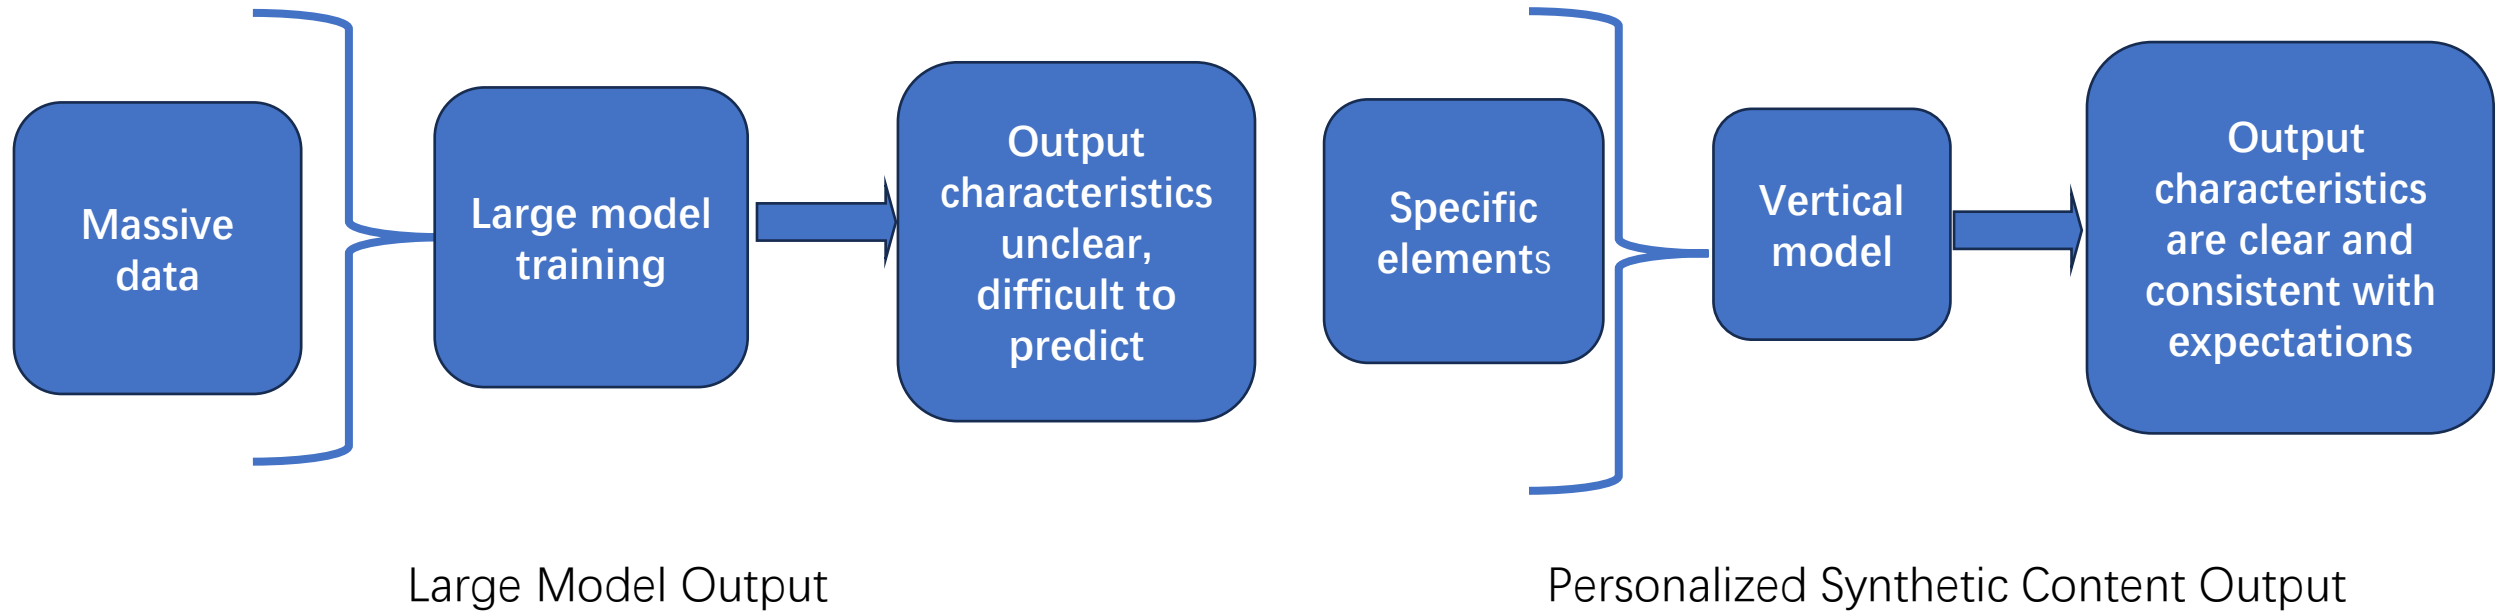 Massive
data
Large model
training
Output
characteristics
unclear,
difficult to
predict
Large Model Output
Specific
elements
Vertical
model
Output
characteristics
are clear and
consistent with
expectations
Personalized Synthetic Content Output